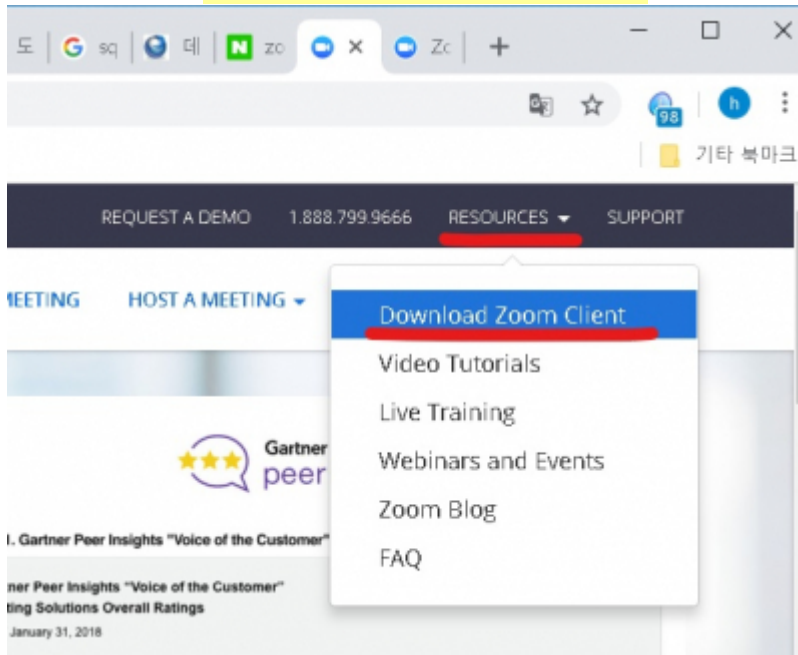 도 sq 데 zo Zc
98 h
기타 북마크
REQUEST A DEMO 1.888.799.9666 RESOURCES SUPPORT
MEETING HOST A MEETING
Download Zoom Client
Video Tutorials
Live Training
Webinars and Events
Zoom Blog
FAQ
Gartner
peer
1. Gartner Peer Insights "Voice of the Customer"
ner Peer Insights "Voice of the Customer"
ting Solutions Overall Ratings
January 31, 2018